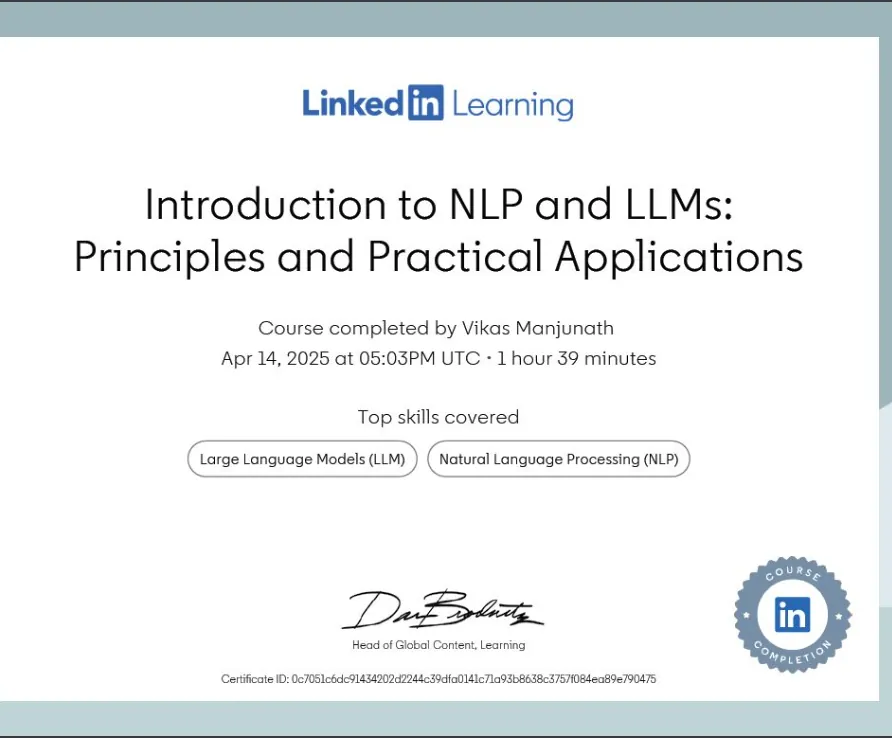 Linked in Learning
Introduction to NLP and LLMs:
Principles and Practical Applications
Course completed by Vikas Manjunath
Apr 14, 2025 at 05:03PM UTC • 1 hour 39 minutes
Top skills covered
Large Language Models (LLM)
Natural Language Processing (NLP)
Head of Global Content, Learning
COURSE
in
COMPLETION
Certificate ID: 0c7051c6dc91434202d2244c39dfa0141c71a93b8638c3757f084ea89e790475